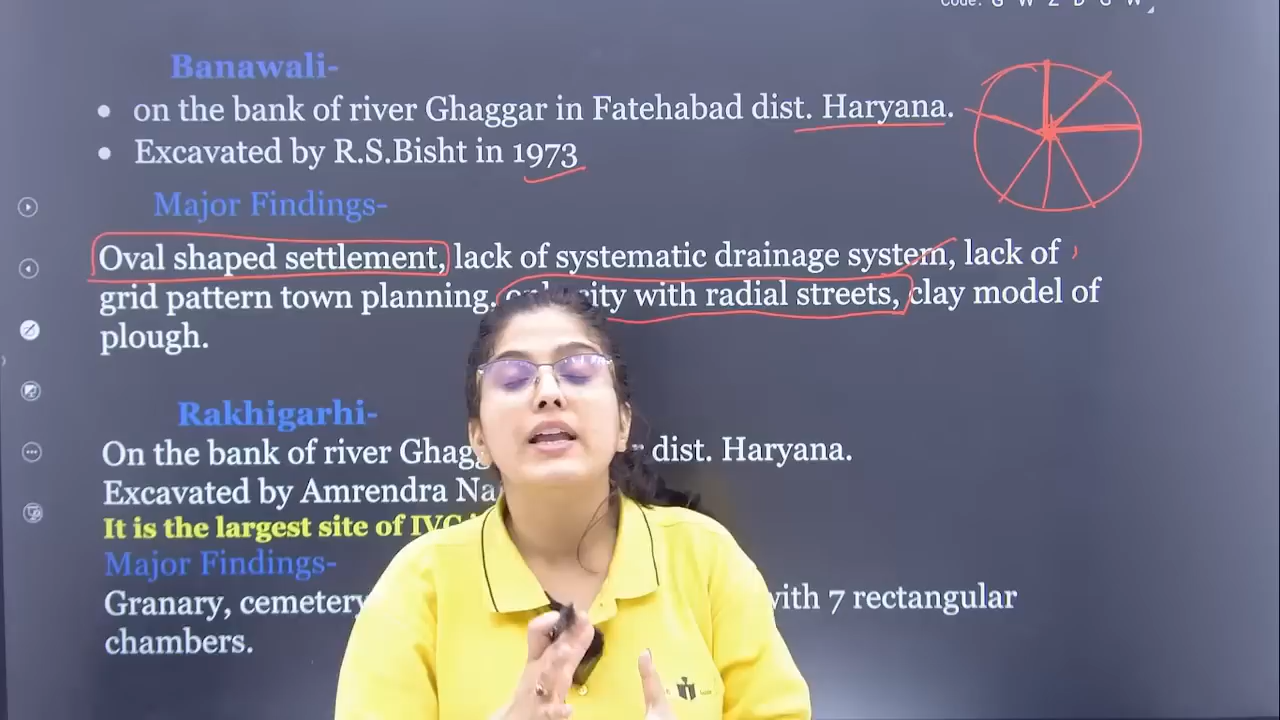 Banawali-
• on the bank of river Ghaggar in Fatehabad dist. Haryana.
• Excavated by R.S.Bisht in 1973
Major Findings-
Oval shaped settlement, lack of systematic drainage system, lack of
grid pattern town planning. city with radial streets, clay model of
plough.
Rakhigarhi-
On the bank of river dist. Haryana.
Excavated by Amrendra
It is the largest site of
Major Findings-
Granary, cemetery with 7 rectangular
chambers.